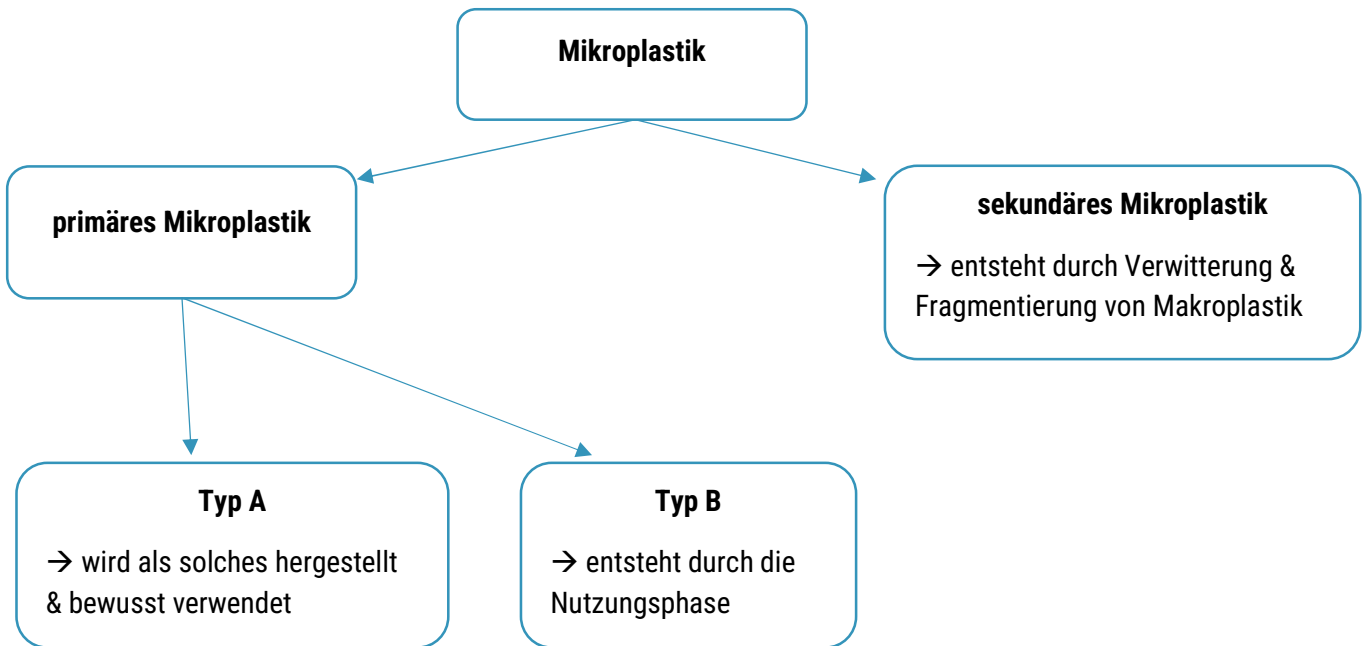 Mikroplastik
primäres Mikroplastik
sekundäres Mikroplastik
→ entsteht durch Verwitterung &
Fragmentierung von Makroplastik
Typ A
→ wird als solches hergestellt
& bewusst verwendet
Typ B
→ entsteht durch die
Nutzungsphase